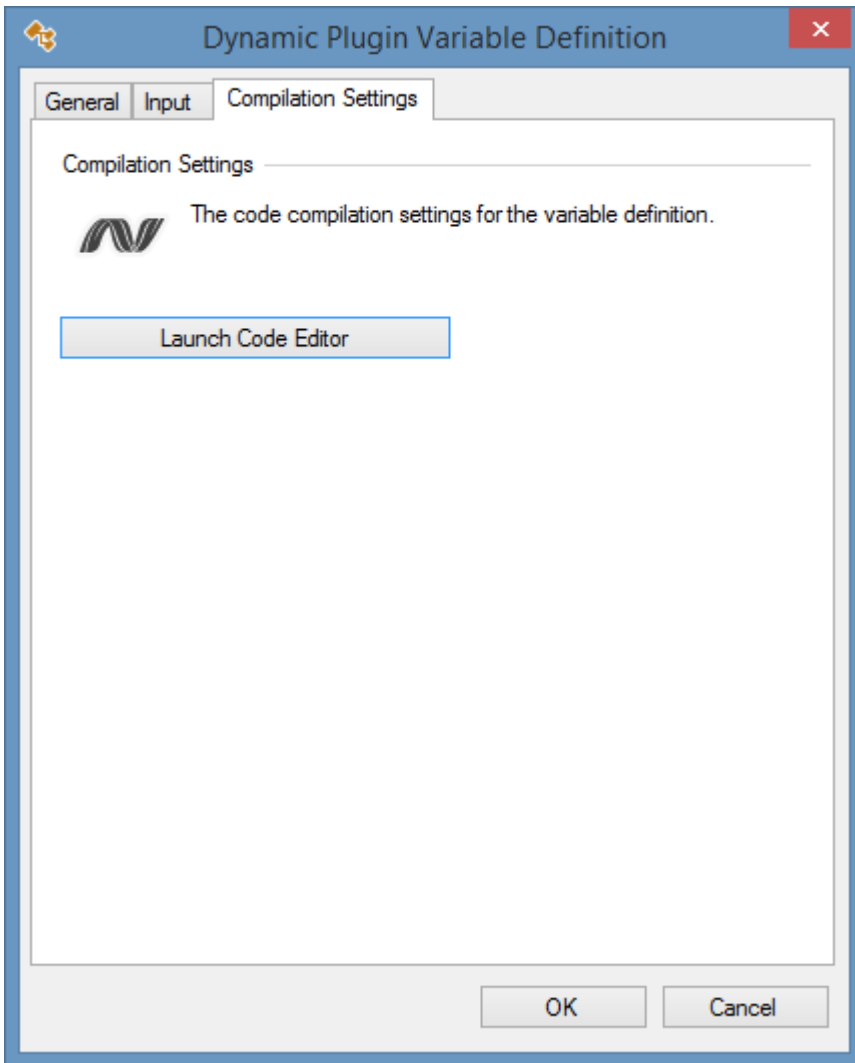 Dynamic Plugin Variable Definition
General Input Compilation Settings
Compilation Settings
The code compilation settings for the variable definition.
Launch Code Editor
OK Cancel